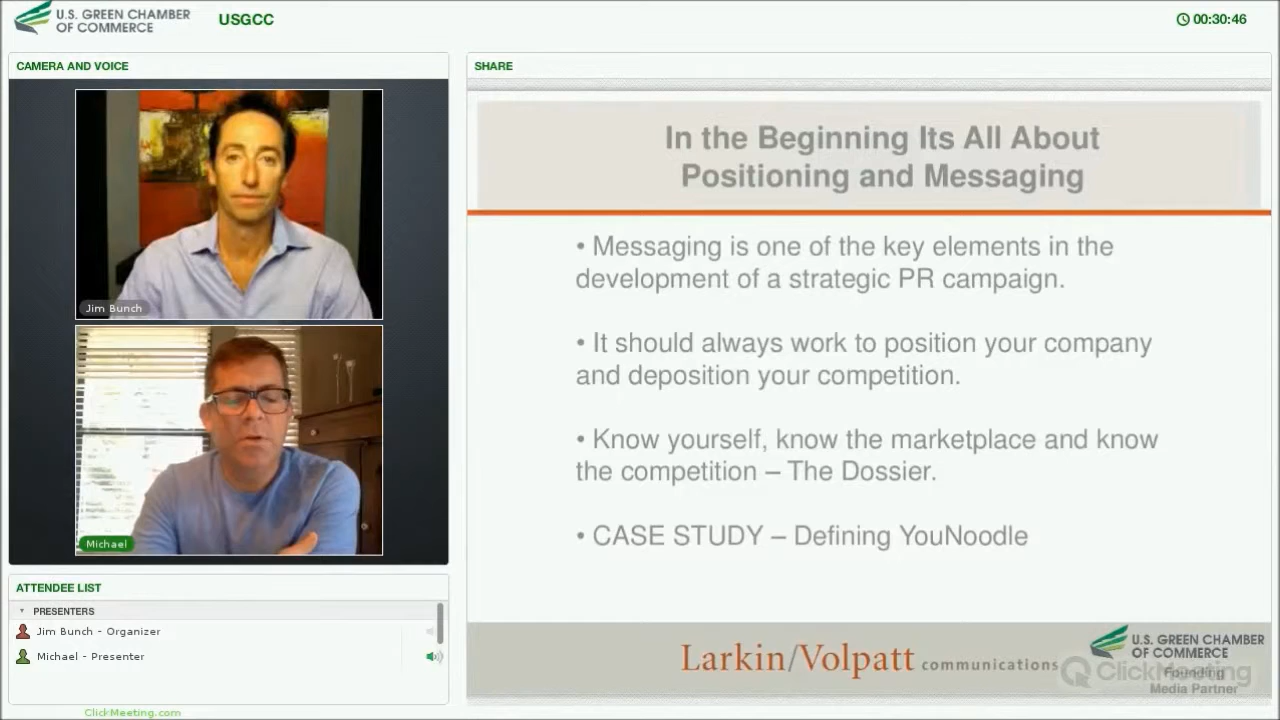 U.S. GREEN CHAMBER
OF COMMERCE
USGCC
00:30:46
CAMERA AND VOICE
Jim Bunch
Michael
ATTENDEE LIST
PRESENTERS
Jim Bunch - Organizer
Michael - Presenter
ClickMeeting.com
SHARE
In the Beginning Its All About
Positioning and Messaging
• Messaging is one of the key elements in the
development of a strategic PR campaign.
• It should always work to position your company
and deposition your competition.
• Know yourself, know the marketplace and know
the competition – The Dossier.
• CASE STUDY – Defining YouNoodle
Larkin/Volpatt communications
U.S. GREEN CHAMBER
OF COMMERCE
ClickMeeting
Founding
Media Partner